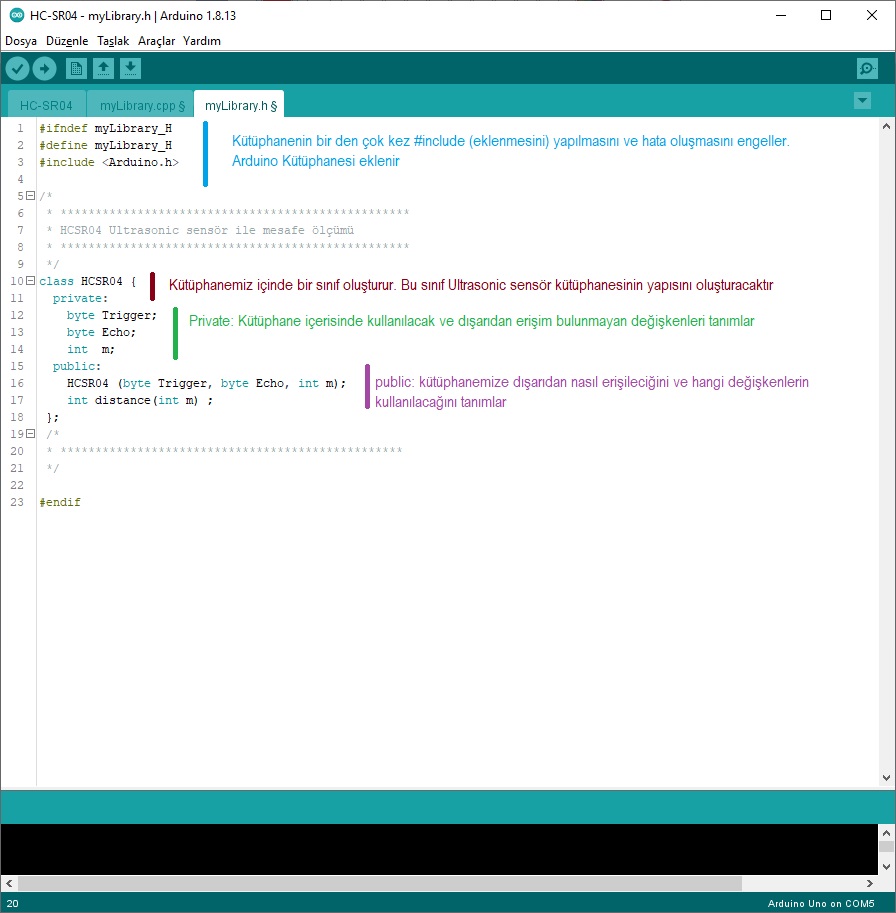 HC-SR04 - myLibrary.h | Arduino 1.8.13
Dosya Düzenle Taşlak Araçlar Yardım
HC-SR04 myLibrary.cpp § myLibrary.h §
1 #ifndef myLibrary_H
2 #define myLibrary_H
3 #include <Arduino.h>
Kütüphanenin bir den çok kez #include (eklenmesini) yapılmasını ve hata oluşmasını engeller.
Arduino Kütüphanesi eklenir
4
5 /*
6 * **************************************************
7 * HCSR04 Ultrasonic sensör ile mesafe ölçümü
8 * **************************************************
9 */
10 class HCSR04 {
Kütüphanemiz içinde bir sınıf oluşturur. Bu sınıf Ultrasonic sensör kütüphanesinin yapısını oluşturacaktır
11 private:
12 byte Trigger;
13 byte Echo;
14 int m;
Private: Kütüphane içerisinde kullanılacak ve dışarıdan erişim bulunmayan değişkenleri tanımlar
15 public:
16 HCSR04 (byte Trigger, byte Echo, int m);
17 int distance(int m) ;
public: kütüphanemize dışarıdan nasıl erişileciğini ve hangi değişkenlerin
kullanılacağını tanımlar
18 };
19 /*
20 * *************************************************
21 */
22
23 #endif
20 Arduino Uno on COM5